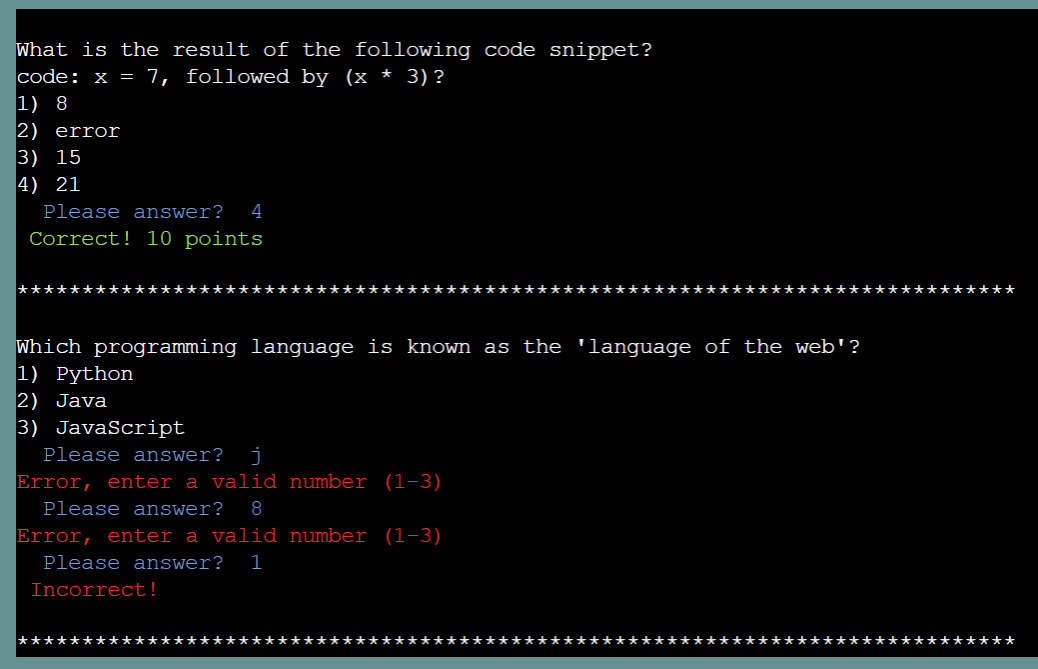 What is the result of the following code snippet?
code: x = 7, followed by (x * 3)?
1) 8
2) error
3) 15
4) 21
Please answer? 4
Correct! 10 points
*****************************************************************************
Which programming language is known as the 'language of the web'?
1) Python
2) Java
3) JavaScript
Please answer? j
Error, enter a valid number (1-3)
Please answer? 8
Error, enter a valid number (1-3)
Please answer? 1
Incorrect!
*****************************************************************************